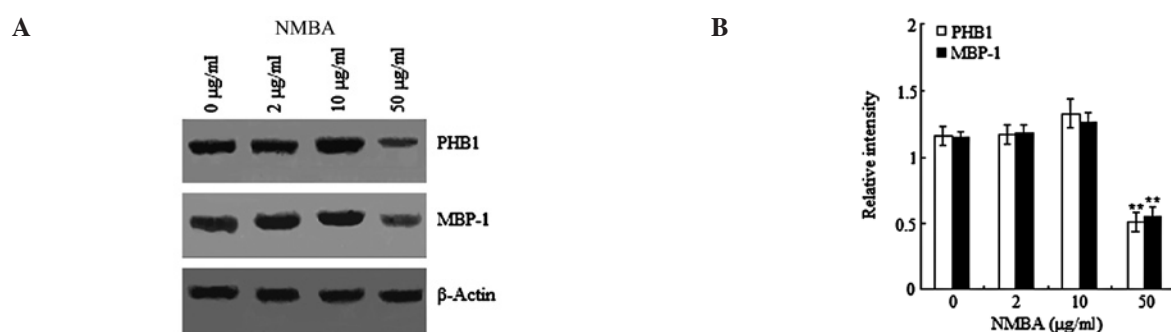 A
NMBA
0 µg/ml
2 µg/ml
10 µg/ml
50 µg/ml
PHB1
MBP-1
β-Actin
B
2
1.5
1
0.5
0
Relative intensity
PHB1
MBP-1
** **
0 2 10 50
NMBA (µg/ml)